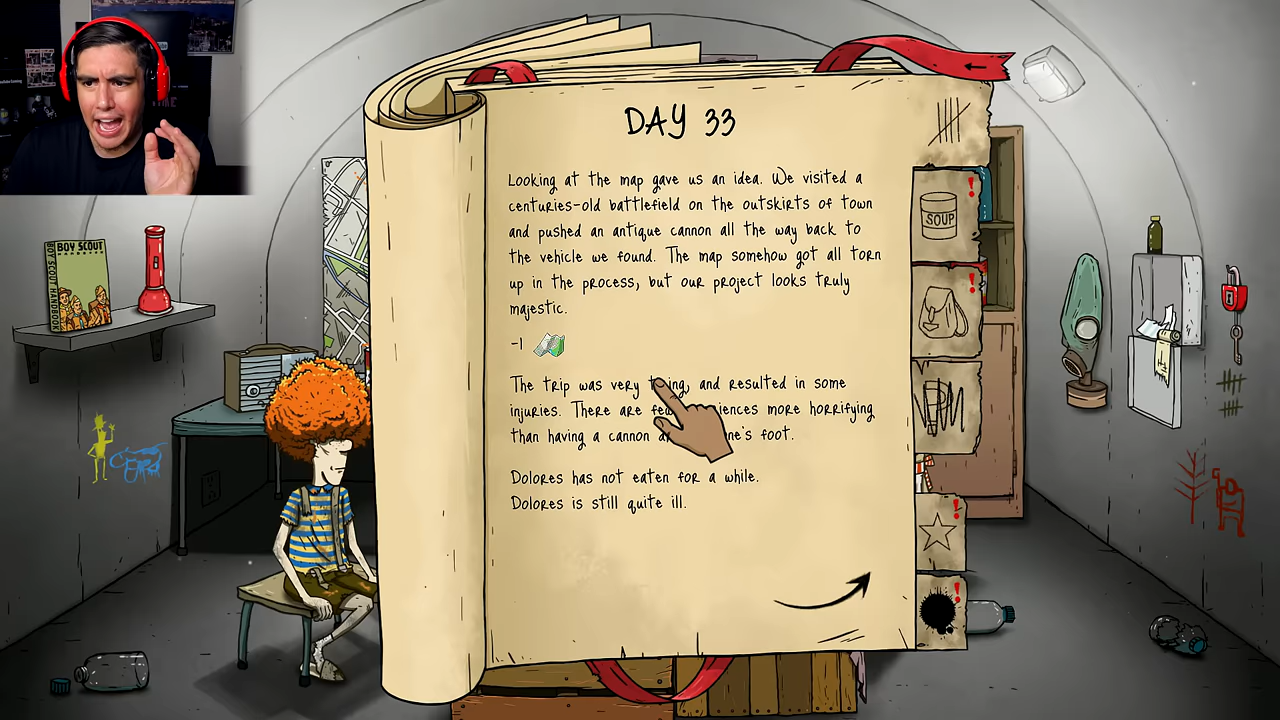 DAY 33
Looking at the map gave us an idea. We visited a
centuries-old battlefield on the outskirts of town
and pushed an antique cannon all the way back to
the vehicle we found. The map somehow got all torn
up in the process, but our project looks truly
majestic.
-1
The trip was very, and resulted in some
injuries. There are more horrifying
than having a cannon foot.
Dolores has not eaten for a while.
Dolores is still quite ill.
SOUP
BOY SCOUT
HANDBOOK
BOY SCOUT HANDBOOK